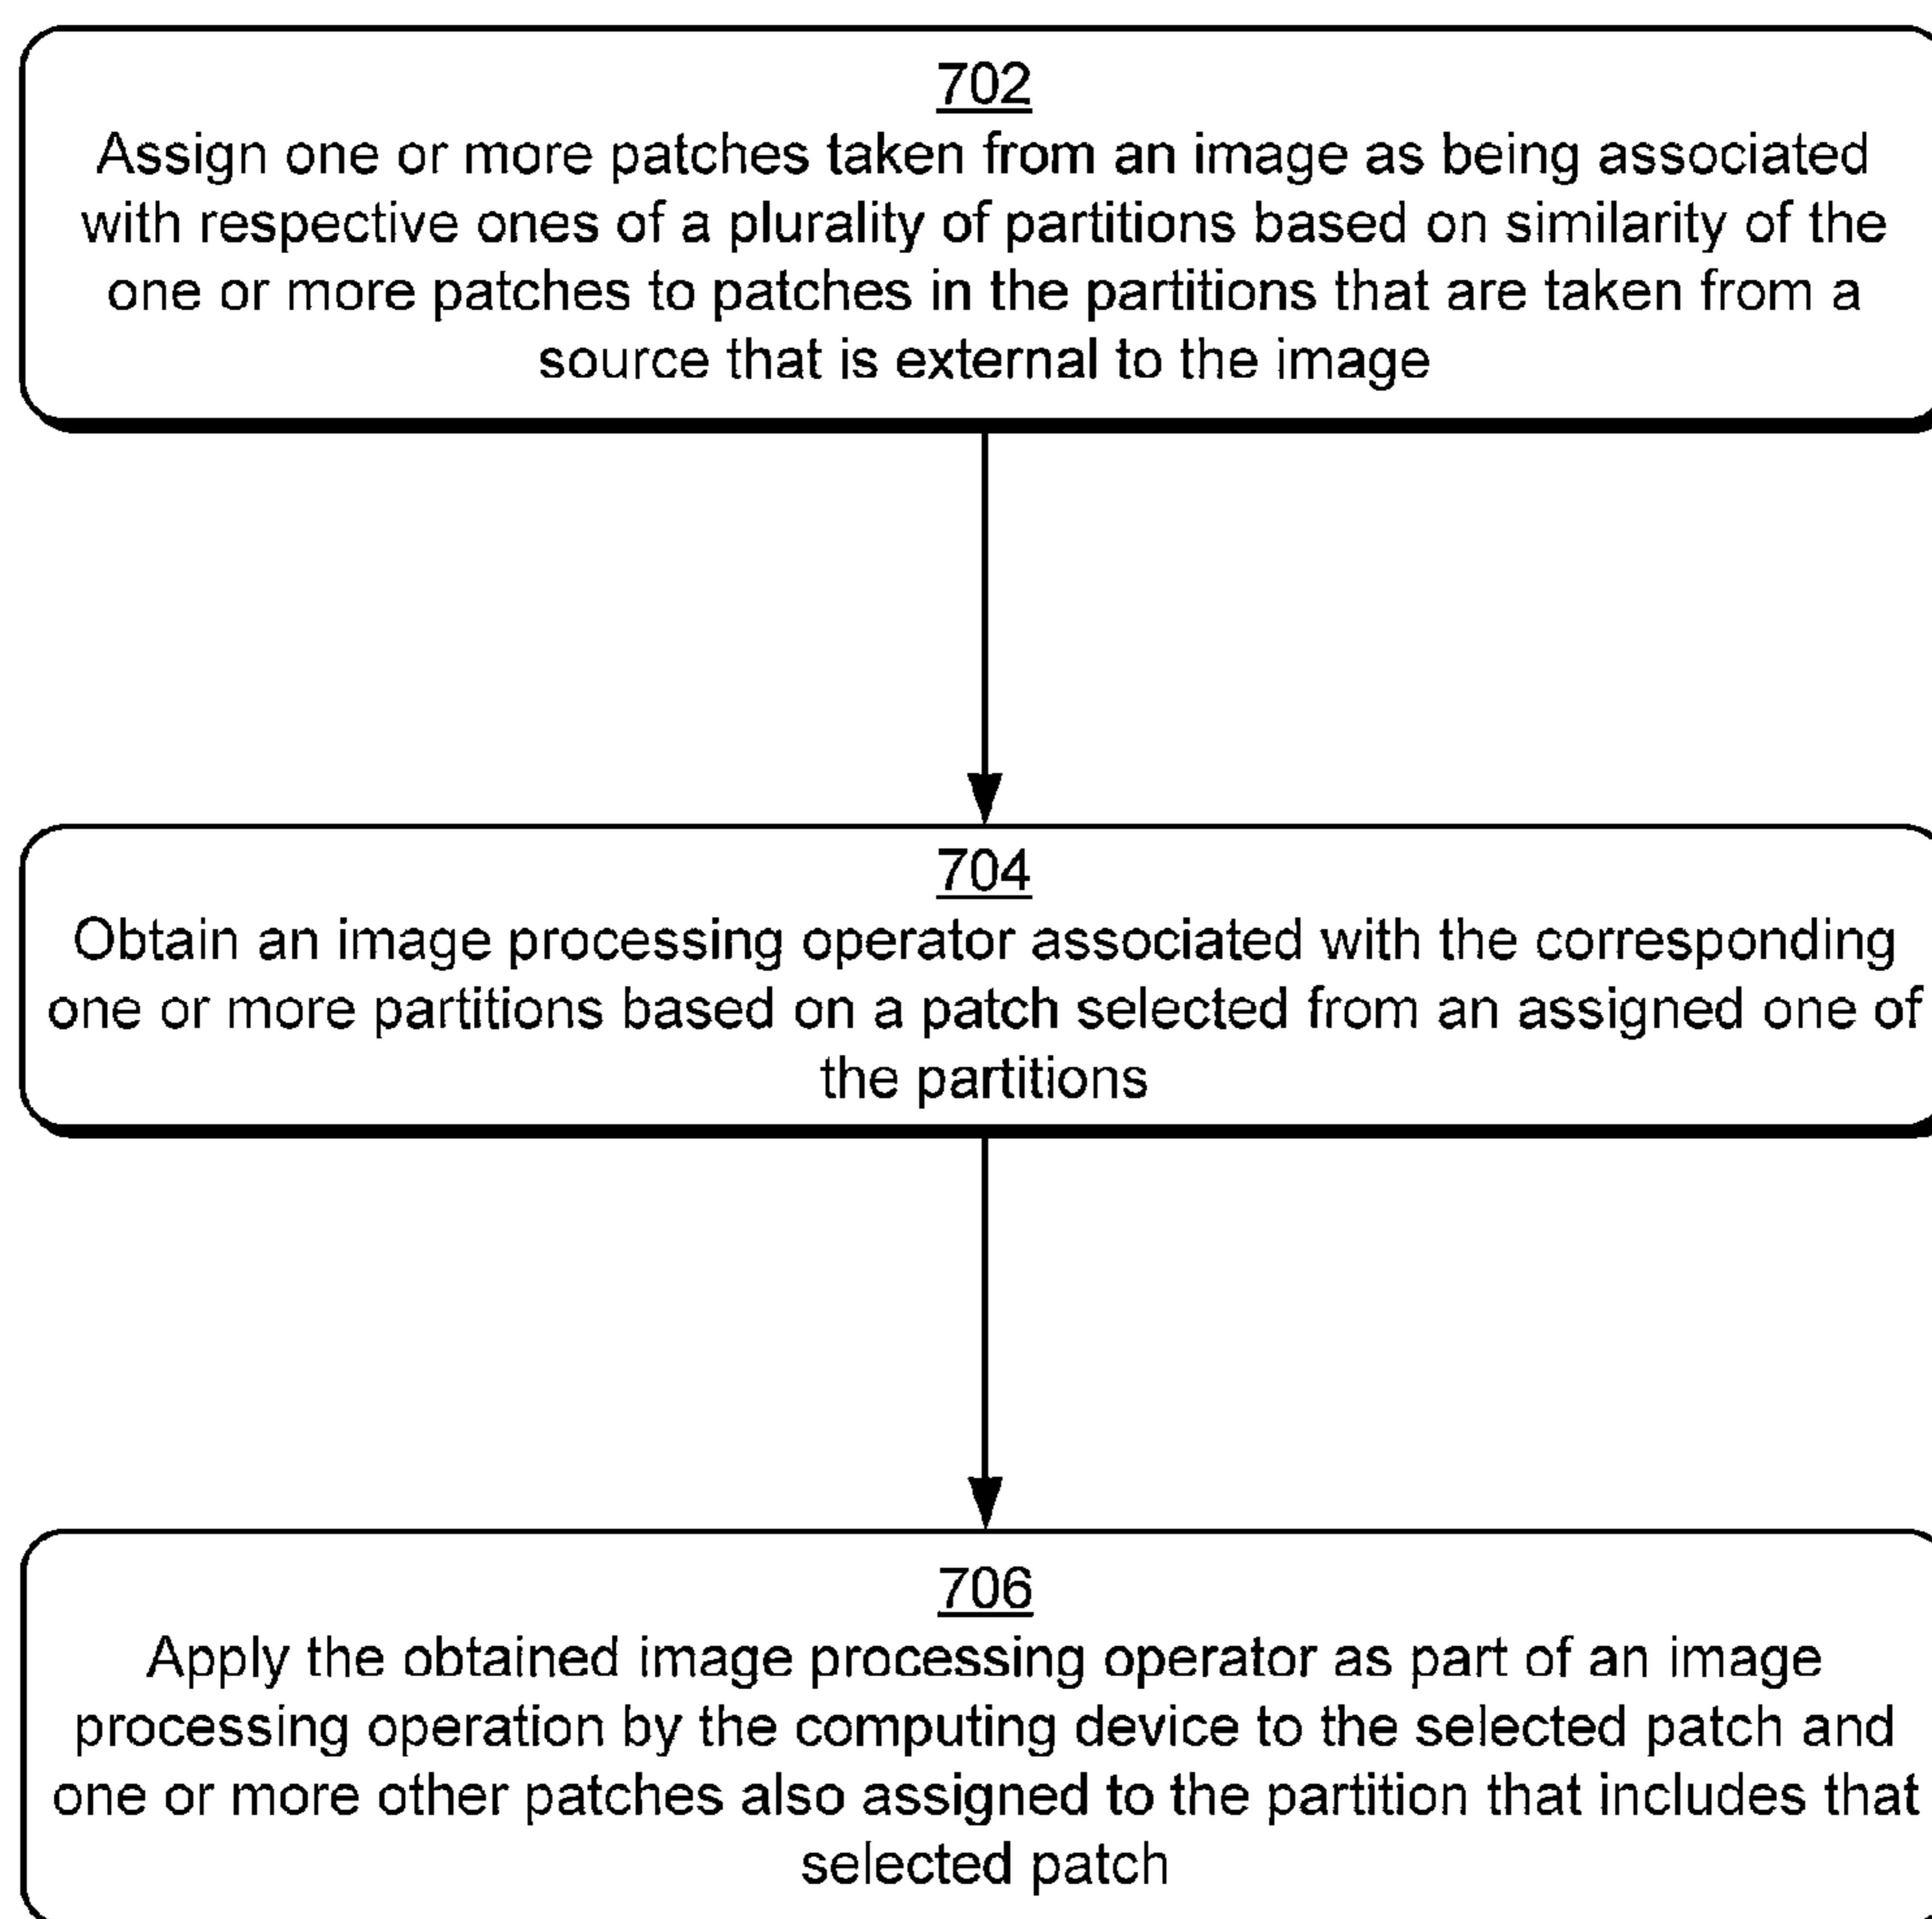 702
Assign one or more patches taken from an image as being associated
with respective ones of a plurality of partitions based on similarity of the
one or more patches to patches in the partitions that are taken from a
source that is external to the image
704
Obtain an image processing operator associated with the corresponding
one or more partitions based on a patch selected from an assigned one of
the partitions
706
Apply the obtained image processing operator as part of an image
processing operation by the computing device to the selected patch and
one or more other patches also assigned to the partition that includes that
selected patch